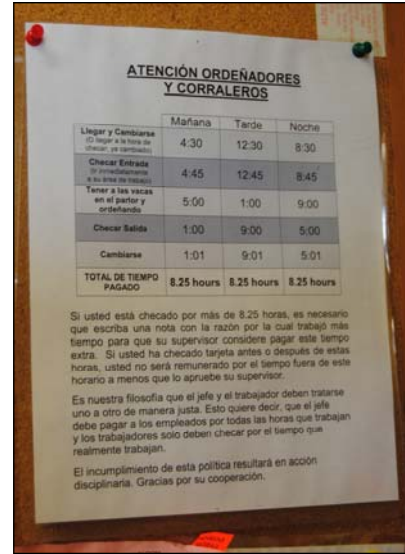 ATENCIÓN ORDEÑADORES
Y CORRALEROS
Mañana Tarde Noche
Llegar y Cambiarse
(O llegar a la hora de
checar, ya cambiado)
4:30 12:30 8:30
Checar Entrada
(Ir inmediatamente
a su área de trabajo)
4:45 12:45 8:45
Tener a las vacas
en el parlor y
ordeñando
5:00 1:00 9:00
Checar Salida 1:00 9:00 5:00
Cambiarse 1:01 9:01 5:01
TOTAL DE TIEMPO
PAGADO
8.25 hours 8.25 hours 8.25 hours
Si usted está checado por más de 8.25 horas, es necesario
que escriba una nota con la razón por la cual trabajó más
tiempo para que su supervisor considere pagar este tiempo
extra. Si usted ha checado tarjeta antes o después de estas
horas, usted no será remunerado por el tiempo fuera de este
horario a menos que lo apruebe su supervisor.
Es nuestra filosofía que el jefe y el trabajador deben tratarse
uno a otro de manera justa. Esto quiere decir, que el jefe
debe pagar a los empleados por todas las horas que trabajan
y los trabajadores solo deben checar por el tiempo que
realmente trabajan.
El incumplimiento de esta política resultará en acción
disciplinaria. Gracias por su cooperación.